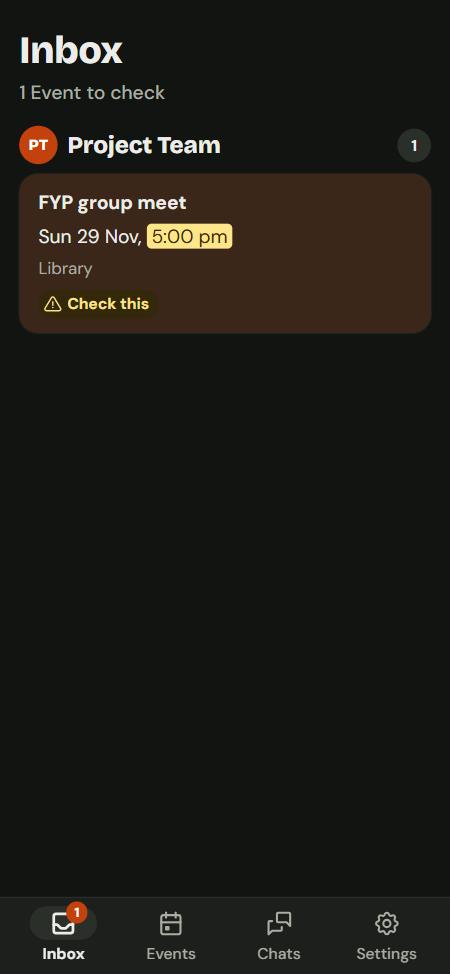 Inbox
1 Event to check
PT Project Team 1
FYP group meet
Sun 29 Nov, 5:00 pm
Library
Check this
1
Inbox Events Chats Settings